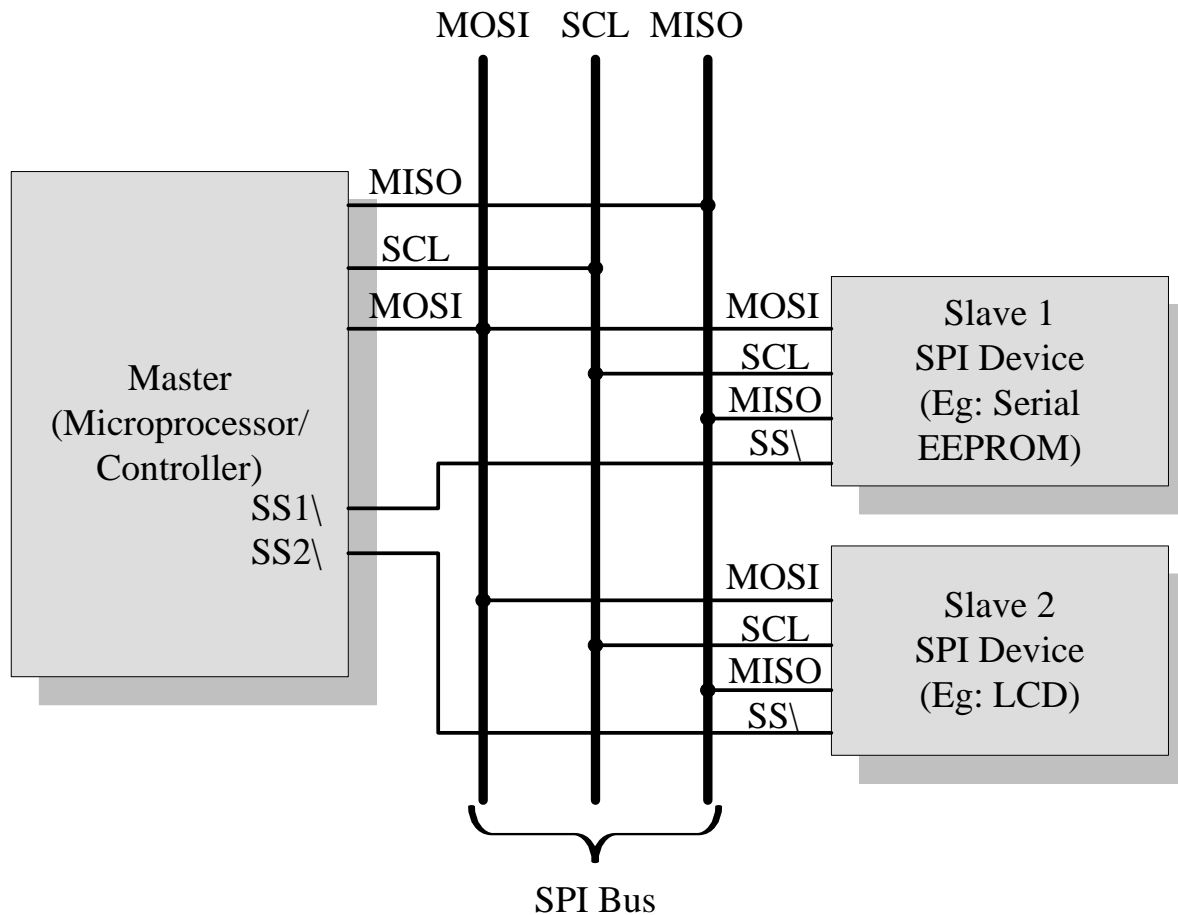 MOSI SCL MISO
MISO
SCL
MOSI
Master
(Microprocessor/
Controller)
SS1\
SS2\
MOSI
SCL
MISO
SS\
Slave 1
SPI Device
(Eg: Serial
EEPROM)
MOSI
SCL
MISO
SS\
Slave 2
SPI Device
(Eg: LCD)
SPI Bus